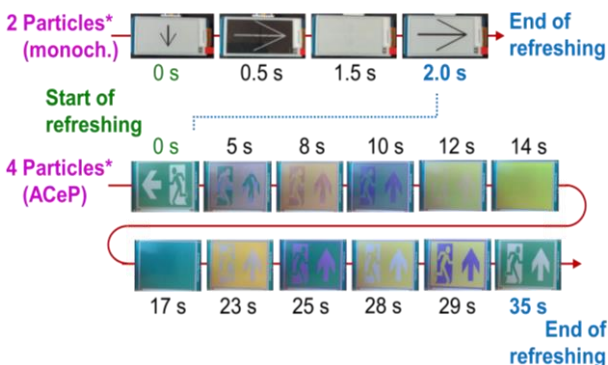 2 Particles*
(monoch.)
End of
refreshing
0 s
0.5 s
1.5 s
2.0 s
Start of
refreshing
4 Particles*
(ACeP)
0 s
5 s
8 s
10 s
12 s
14 s
17 s
23 s
25 s
28 s
29 s
35 s
End of
refreshing